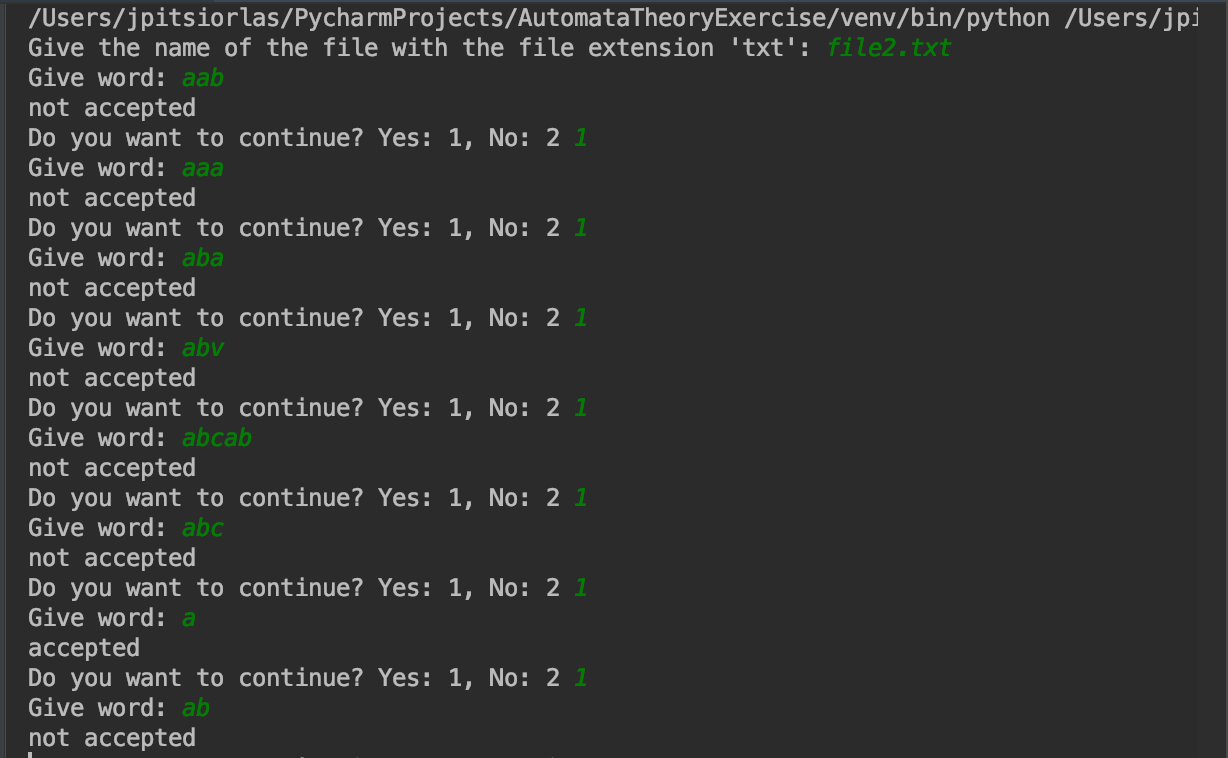 /Users/jpitsiorlas/PycharmProjects/AutomataTheoryExercise/venv/bin/python /Users/jpi
Give the name of the file with the file extension 'txt': file2.txt
Give word: aab
not accepted
Do you want to continue? Yes: 1, No: 2 1
Give word: aaa
not accepted
Do you want to continue? Yes: 1, No: 2 1
Give word: aba
not accepted
Do you want to continue? Yes: 1, No: 2 1
Give word: abv
not accepted
Do you want to continue? Yes: 1, No: 2 1
Give word: abcab
not accepted
Do you want to continue? Yes: 1, No: 2 1
Give word: abc
not accepted
Do you want to continue? Yes: 1, No: 2 1
Give word: a
accepted
Do you want to continue? Yes: 1, No: 2 1
Give word: ab
not accepted